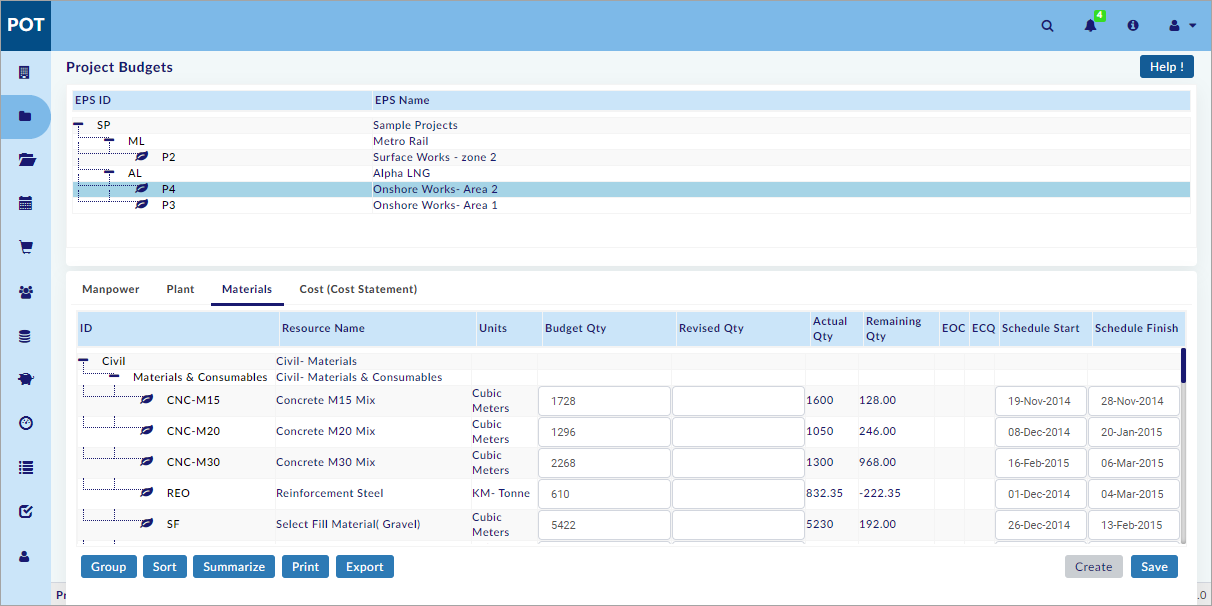 POT
4
Project Budgets
Help !
EPS ID EPS Name
SP Sample Projects
ML Metro Rail
P2 Surface Works - zone 2
AL Alpha LNG
P4 Onshore Works- Area 2
P3 Onshore Works- Area 1
Manpower Plant Materials Cost (Cost Statement)
ID Resource Name Units Budget Qty Revised Qty Actual Qty Remaining Qty EOC ECQ Schedule Start Schedule Finish
Civil Civil- Materials
Materials & Consumables Civil- Materials & Consumables
CNC-M15 Concrete M15 Mix Cubic Meters 1728 1600 128.00 19-Nov-2014 28-Nov-2014
CNC-M20 Concrete M20 Mix Cubic Meters 1296 1050 246.00 08-Dec-2014 20-Jan-2015
CNC-M30 Concrete M30 Mix Cubic Meters 2268 1300 968.00 16-Feb-2015 06-Mar-2015
REO Reinforcement Steel KM- Tonne 610 832.35 -222.35 01-Dec-2014 04-Mar-2015
SF Select Fill Material( Gravel) Cubic Meters 5422 5230 192.00 26-Dec-2014 13-Feb-2015
Group Sort Summarize Print Export Create Save